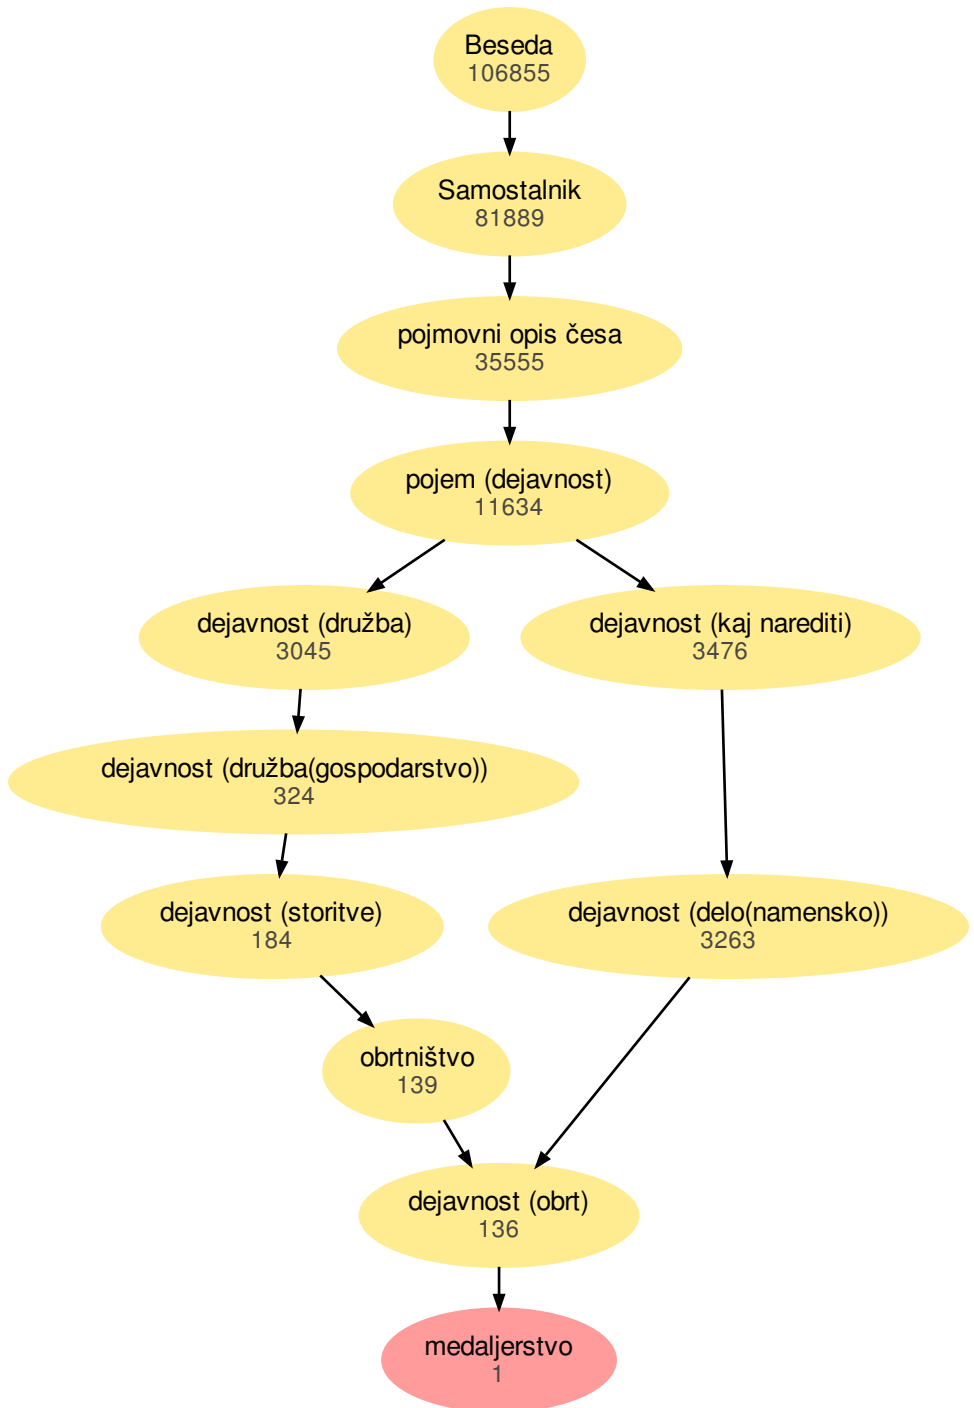 Beseda
106855
Samostalnik
81889
pojmovni opis česa
35555
pojem (dejavnost)
11634
dejavnost (družba)
3045
dejavnost (kaj narediti)
3476
dejavnost (družba(gospodarstvo))
324
dejavnost (storitve)
184
dejavnost (delo(namensko))
3263
obrtništvo
139
dejavnost (obrt)
136
medaljerstvo
1